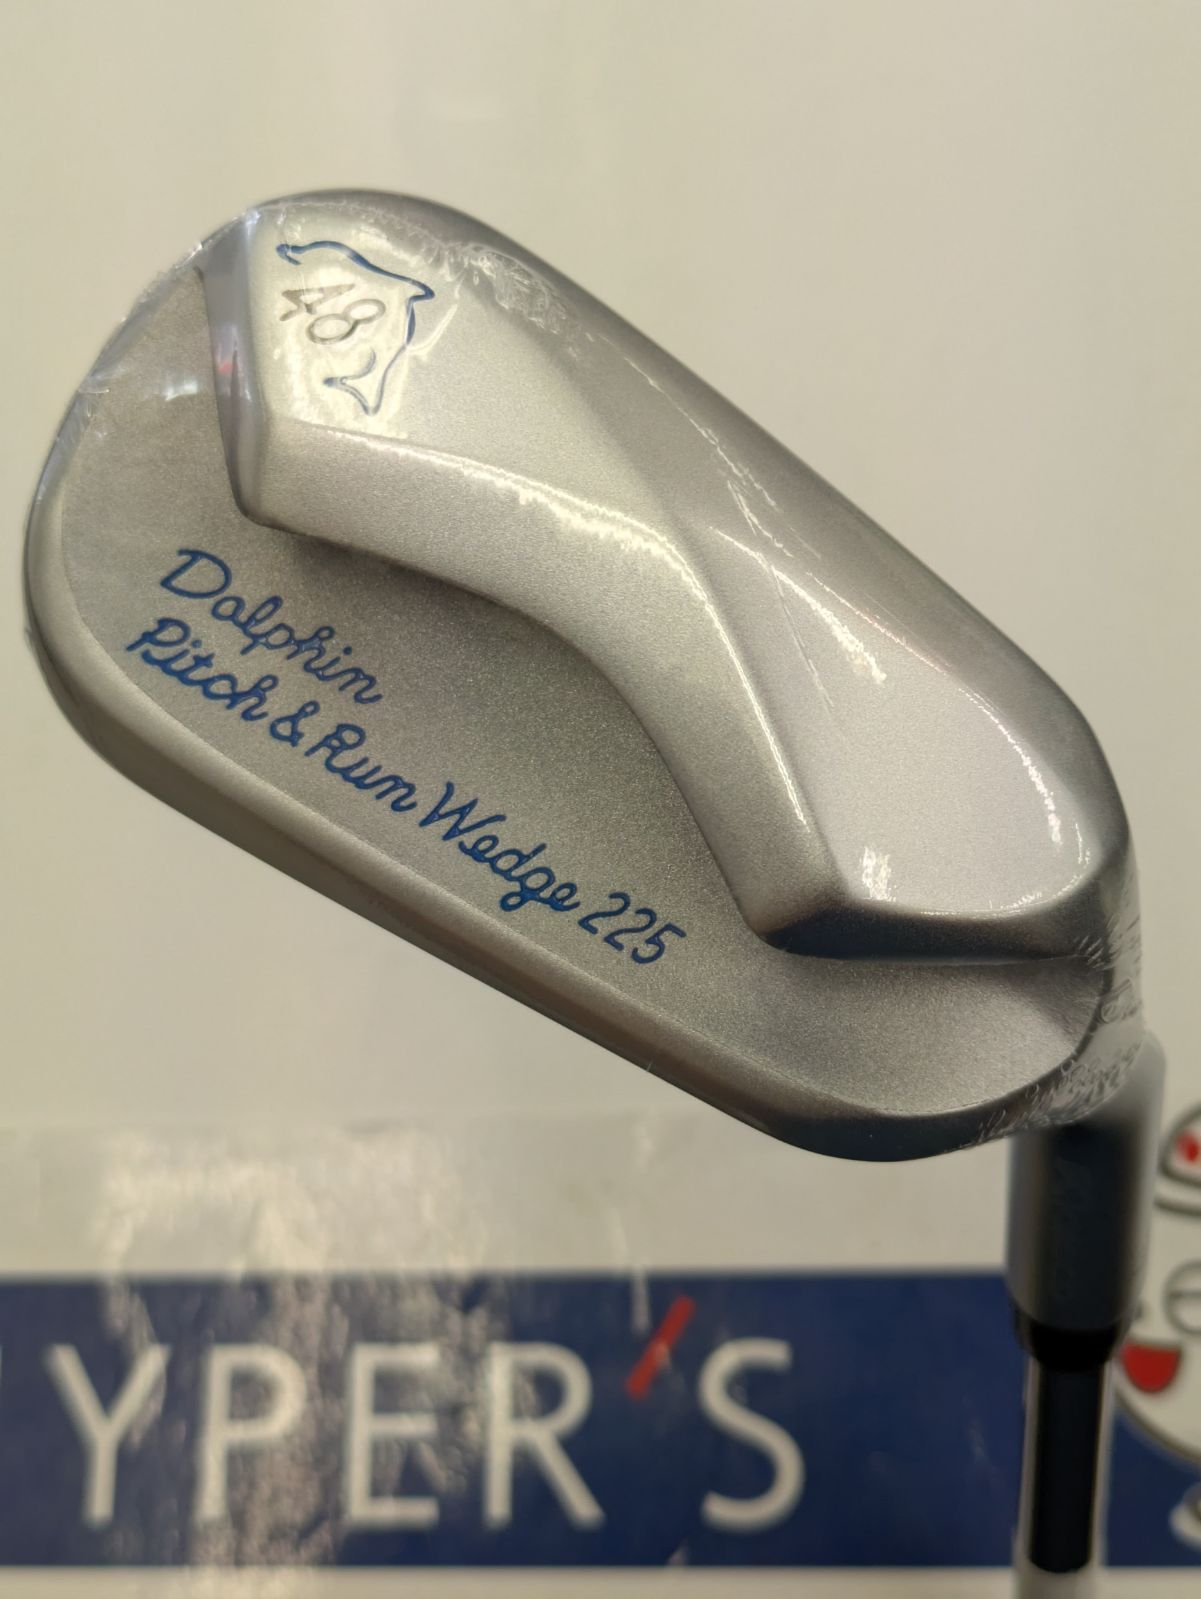 48
Dolphin
Pitch & Run Wedge 225
YPER'S